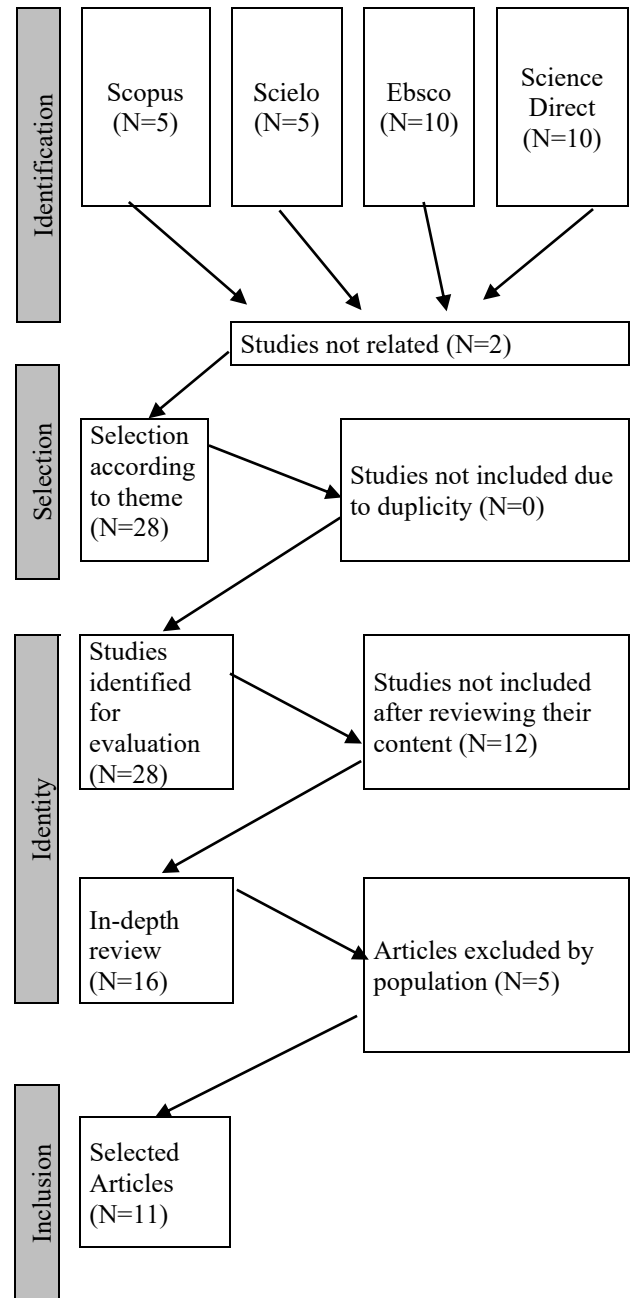 Identification
Scopus
(N=5)
Scielo
(N=5)
Ebsco
(N=10)
Science
Direct
(N=10)
Studies not related (N=2)
Selection
Selection
according
to theme
(N=28)
Studies not included due
to duplicity (N=0)
Identity
Studies
identified
for
evaluation
(N=28)
Studies not included
after reviewing their
content (N=12)
In-depth
review
(N=16)
Articles excluded by
population (N=5)
Inclusion
Selected
Articles
(N=11)